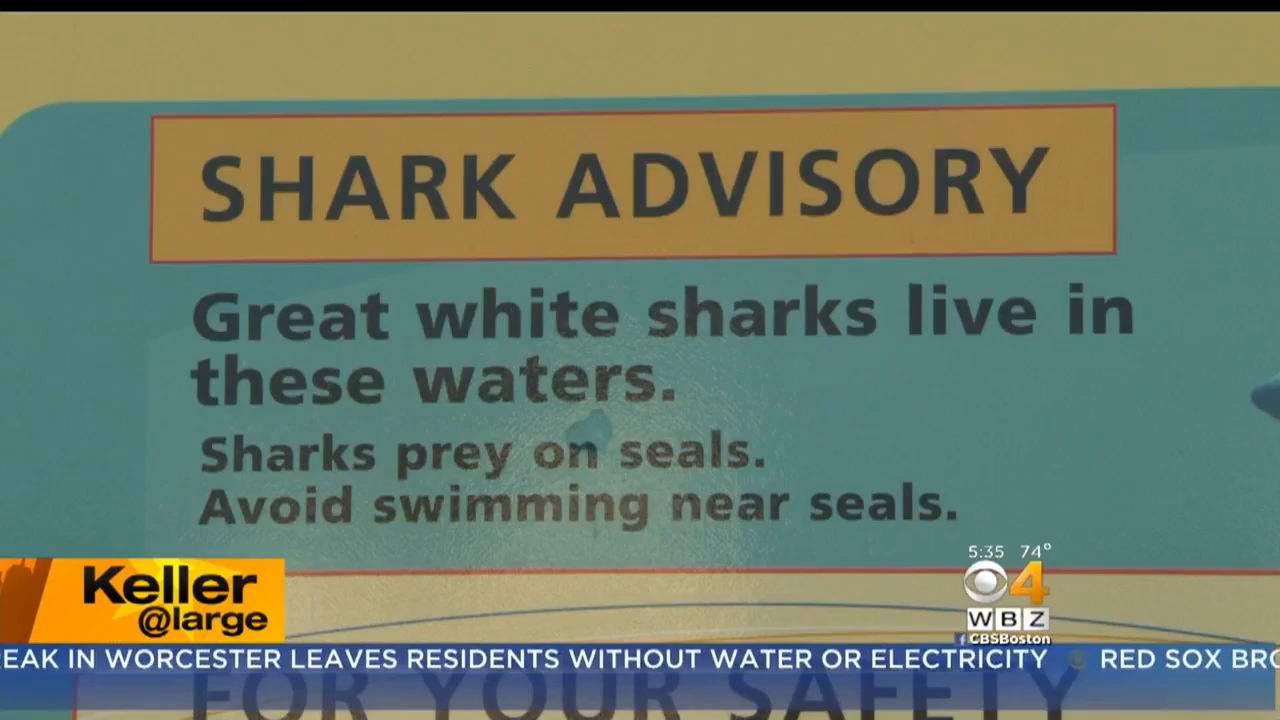 SHARK ADVISORY
Great white sharks live in
these waters.
Sharks prey on seals.
Avoid swimming near seals.
Keller
@large
5:35 74°
4
WBZ
f CBSBoston
REAK IN WORCESTER LEAVES RESIDENTS WITHOUT WATER OR ELECTRICITY RED SOX BRO
FOR YOUR SAFETY